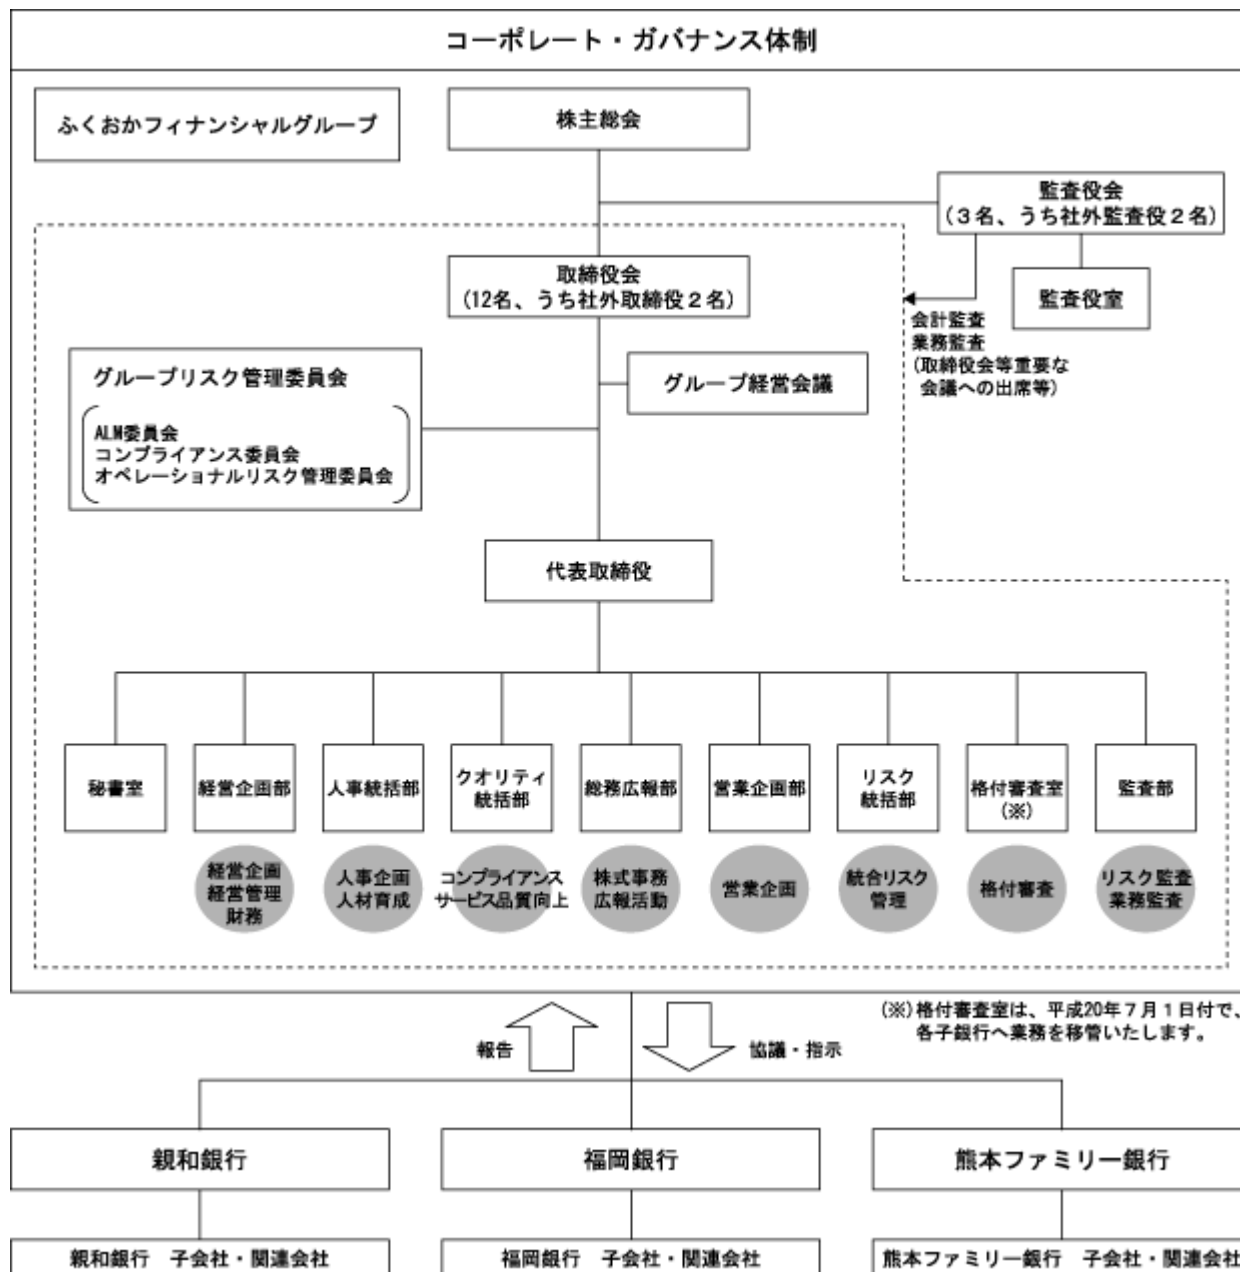 コーポレート・ガバナンス体制
ふくおかフィナンシャルグループ
株主総会
監査役会
(3名、うち社外監査役2名)
取締役会
(12名、うち社外取締役2名)
監査役室
会計監査
業務監査
(取締役会等重要な
会議への出席等)
グループリスク管理委員会
ALM委員会
コンプライアンス委員会
オペレーショナルリスク管理委員会
グループ経営会議
代表取締役
秘書室
経営企画部
人事統括部
クオリティ
統括部
総務広報部
営業企画部
リスク
統括部
格付審査室
(※)
監査部
経営企画
経営管理
財務
人事企画
人材育成
コンプライアンス
サービス品質向上
株式事務
広報活動
営業企画
統合リスク
管理
格付審査
リスク監査
業務監査
(※)格付審査室は、平成20年7月1日付で、
各子銀行へ業務を移管いたします。
報告
協議・指示
親和銀行
福岡銀行
熊本ファミリー銀行
親和銀行 子会社・関連会社
福岡銀行 子会社・関連会社
熊本ファミリー銀行 子会社・関連会社